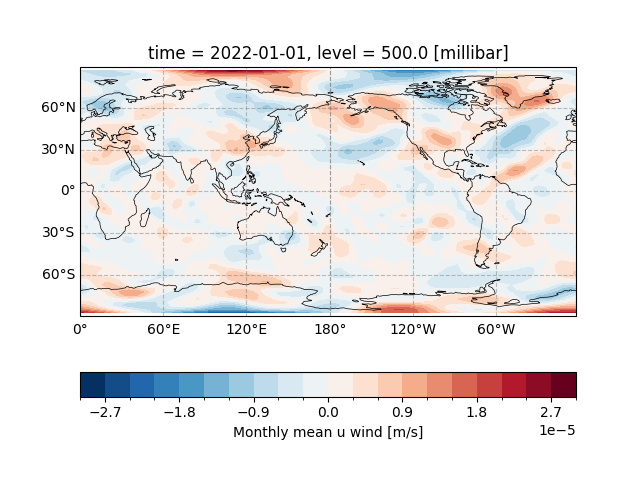 time = 2022-01-01, level = 500.0 [millibar]
60°N
30°N
0°
30°S
60°S
0° 60°E 120°E 180° 120°W 60°W
−2.7 −1.8 −0.9 0.0 0.9 1.8 2.7
1e−5
Monthly mean u wind [m/s]